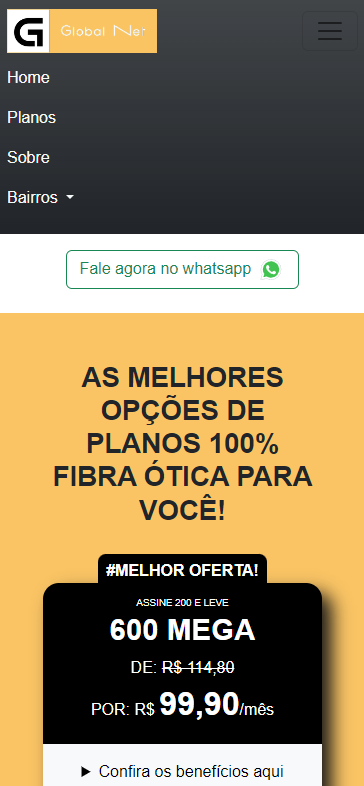 G Global Net
Home
Planos
Sobre
Bairros
Fale agora no whatsapp
AS MELHORES
OPÇÕES DE
PLANOS 100%
FIBRA ÓTICA PARA
VOCÊ!
#MELHOR OFERTA!
ASSINE 200 E LEVE
600 MEGA
DE: R$ 114,80
POR: R$ 99,90/mês
Confira os benefícios aqui